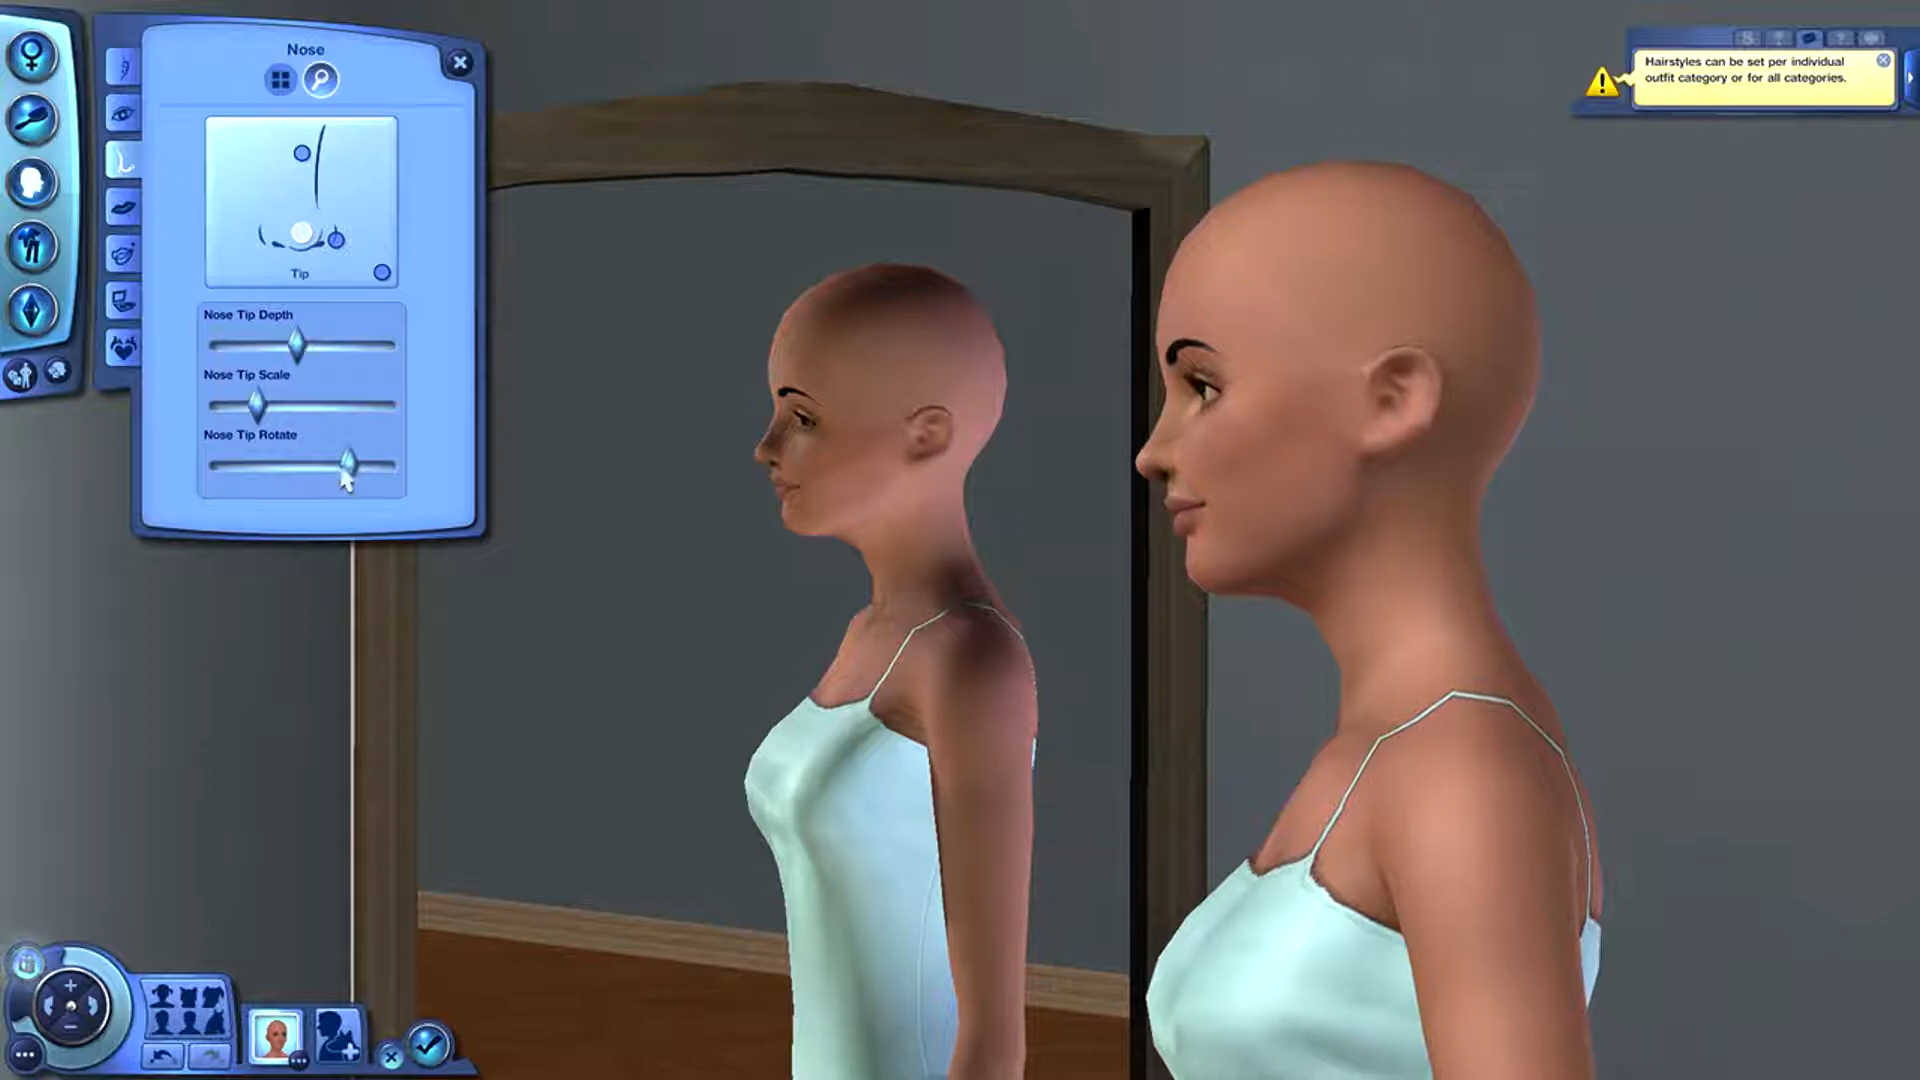 Nose
Tip
Nose Tip Depth
Nose Tip Scale
Nose Tip Rotate
Hairstyles can be set per individual
outfit category or for all categories.